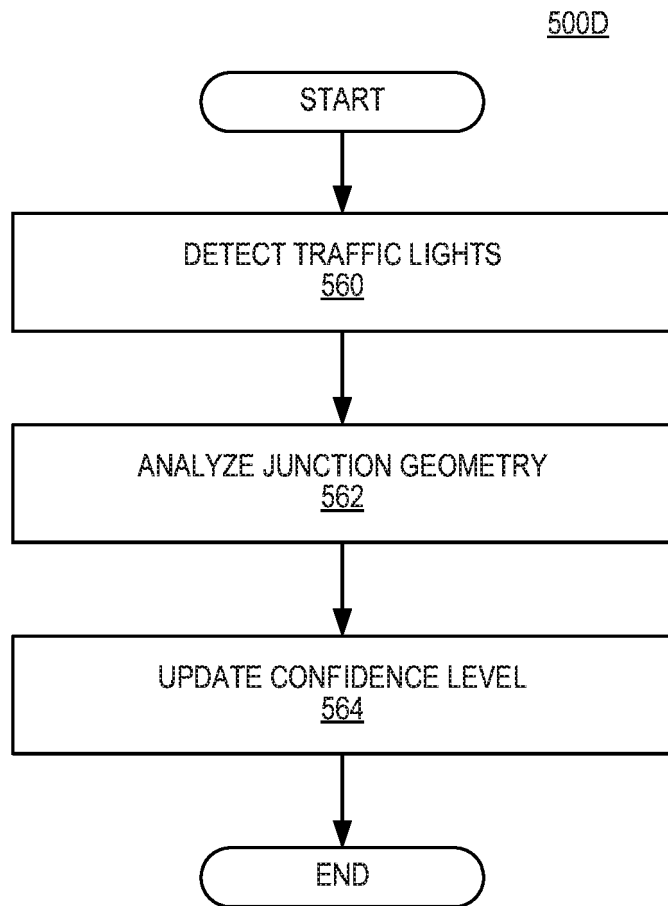 500D
START
DETECT TRAFFIC LIGHTS
560
ANALYZE JUNCTION GEOMETRY
562
UPDATE CONFIDENCE LEVEL
564
END